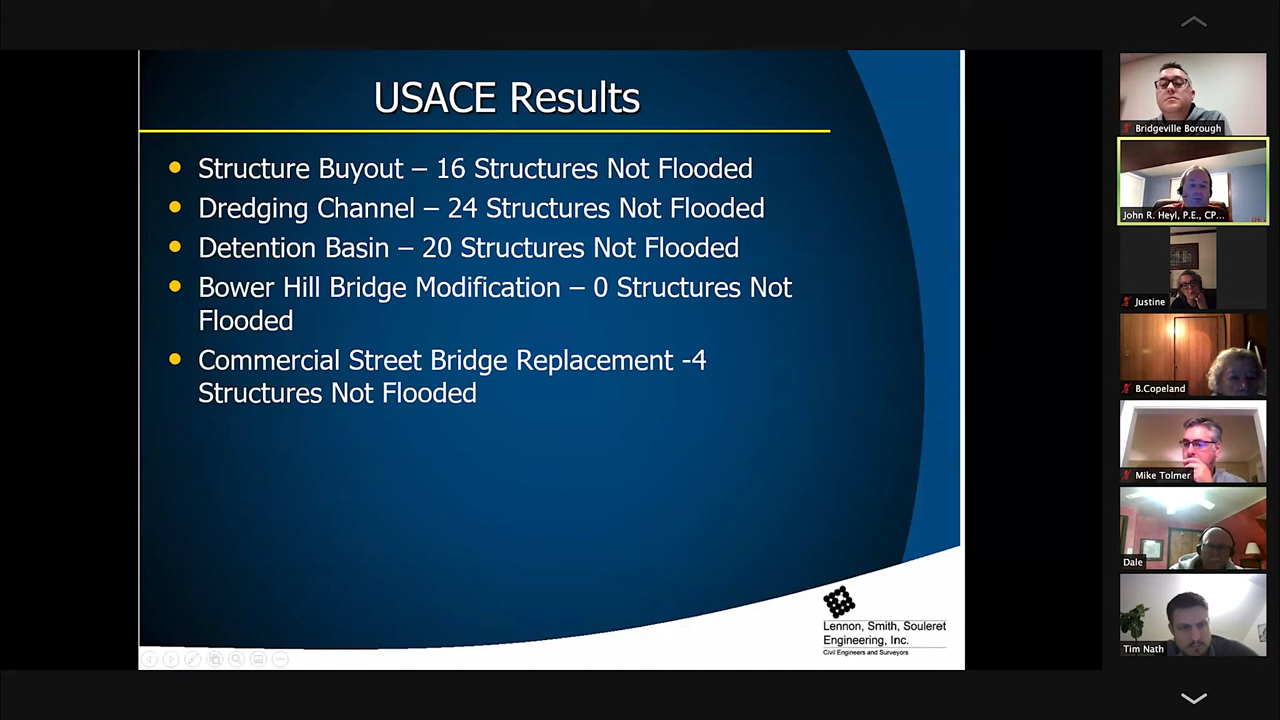 USACE Results
Structure Buyout – 16 Structures Not Flooded
Dredging Channel – 24 Structures Not Flooded
Detention Basin – 20 Structures Not Flooded
Bower Hill Bridge Modification – 0 Structures Not
Flooded
Commercial Street Bridge Replacement -4
Structures Not Flooded
Lennon, Smith, Souleret
Engineering, Inc.
Civil Engineers and Surveyors
Bridgeville Borough
John R. Heyl, P.E., CP...
Justine
B.Copeland
Mike Tolmer
Dale
Tim Nath